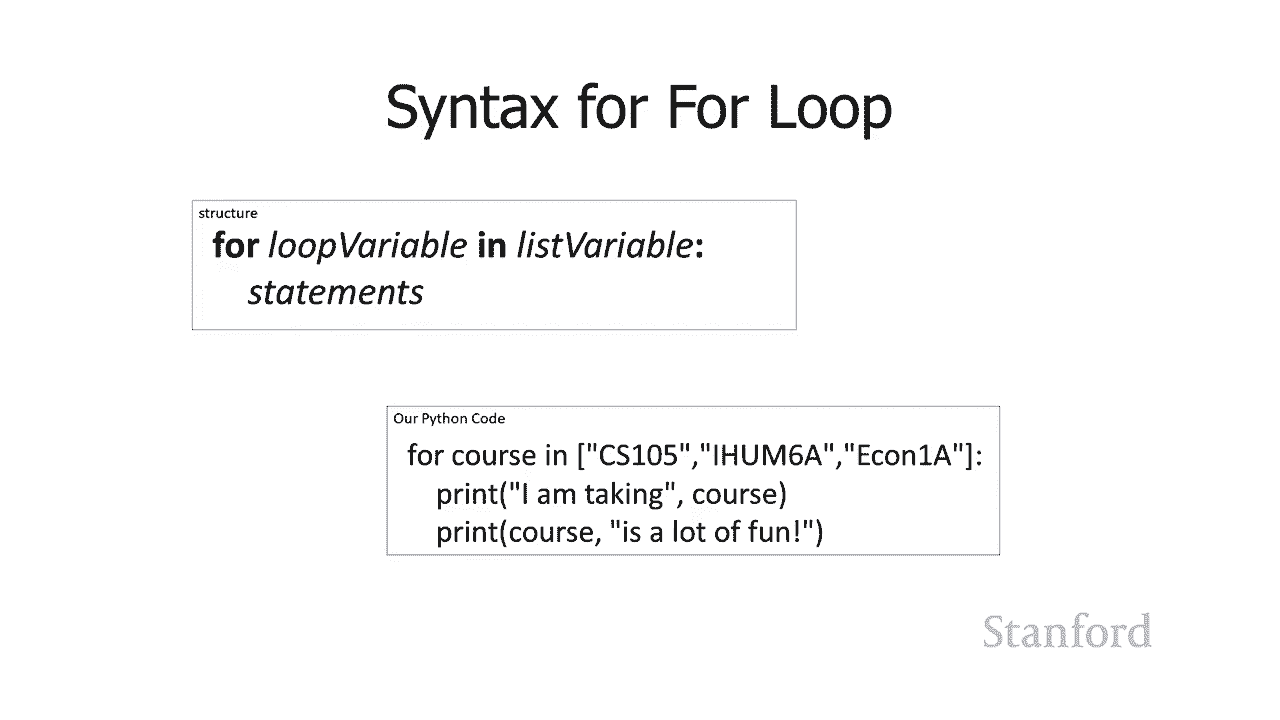 Syntax for For Loop
structure
for loopVariable in listVariable:
statements
Our Python Code
for course in ["CS105","IHUM6A","Econ1A"]:
print("I am taking", course)
print(course, "is a lot of fun!")
Stanford